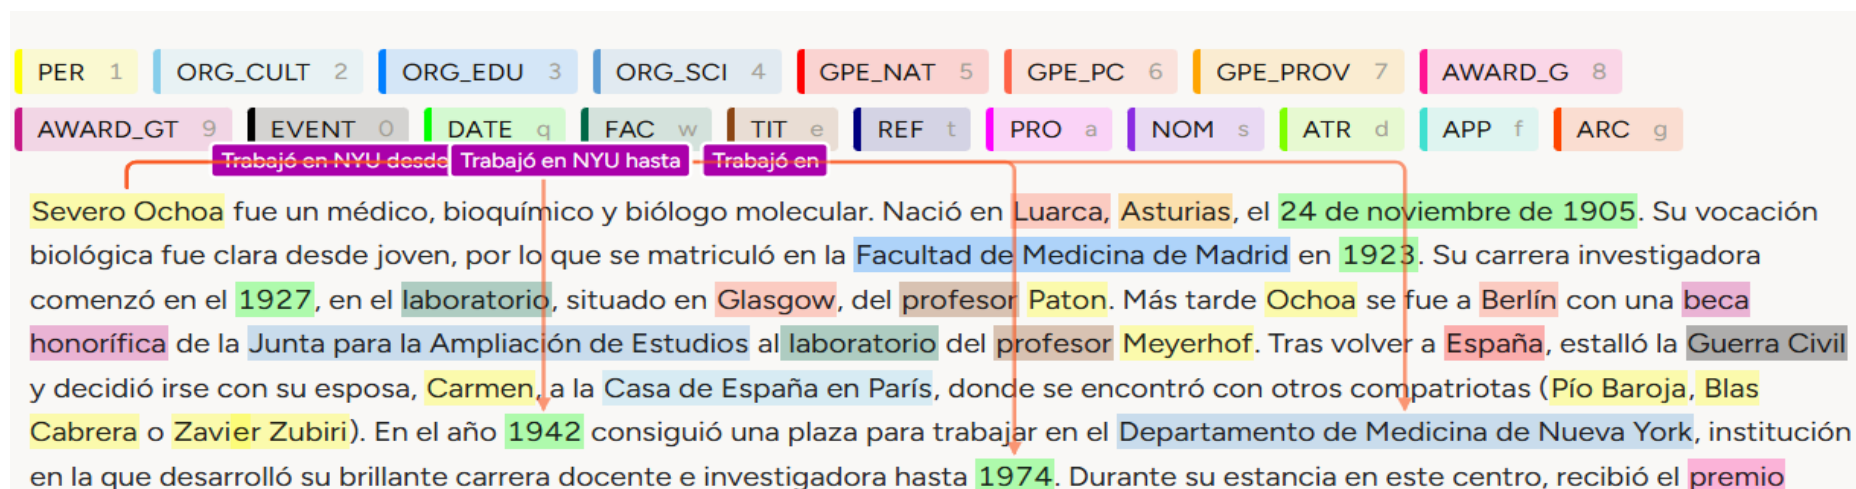 PER 1 ORG_CULT 2 ORG_EDU 3 ORG_SCI 4 GPE_NAT 5 GPE_PC 6 GPE_PROV 7 AWARD_G 8
AWARD_GT 9 EVENT 0 DATE q FAC w TIT e REF t PRO a NOM s ATR d APP f ARC g
Trabajó en NYU desde Trabajó en NYU hasta Trabajó en
Severo Ochoa fue un médico, bioquímico y biólogo molecular. Nació en Luarca, Asturias, el 24 de noviembre de 1905. Su vocación
biológica fue clara desde joven, por lo que se matriculó en la Facultad de Medicina de Madrid en 1923. Su carrera investigadora
comenzó en el 1927, en el laboratorio, situado en Glasgow, del profesor Paton. Más tarde Ochoa se fue a Berlín con una beca
honorífica de la Junta para la Ampliación de Estudios al laboratorio del profesor Meyerhof. Tras volver a España, estalló la Guerra Civil
y decidió irse con su esposa, Carmen, a la Casa de España en París, donde se encontró con otros compatriotas (Pío Baroja, Blas
Cabrera o Zavier Zubiri). En el año 1942 consiguió una plaza para trabajar en el Departamento de Medicina de Nueva York, institución
en la que desarrolló su brillante carrera docente e investigadora hasta 1974. Durante su estancia en este centro, recibió el premio